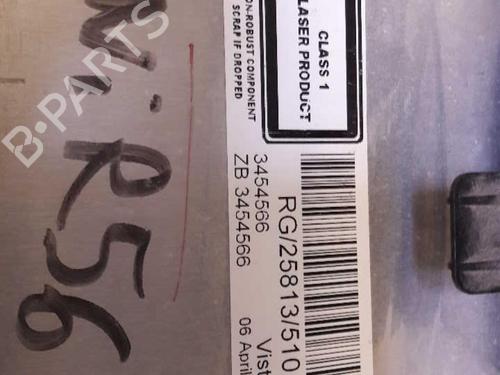 B-PARTS
R56
NON-ROBUST COMPONENT
SCRAP IF DROPPED
CLASS 1
LASER PRODUCT
RG/25813/510
3454566
ZB 3454566
06 April